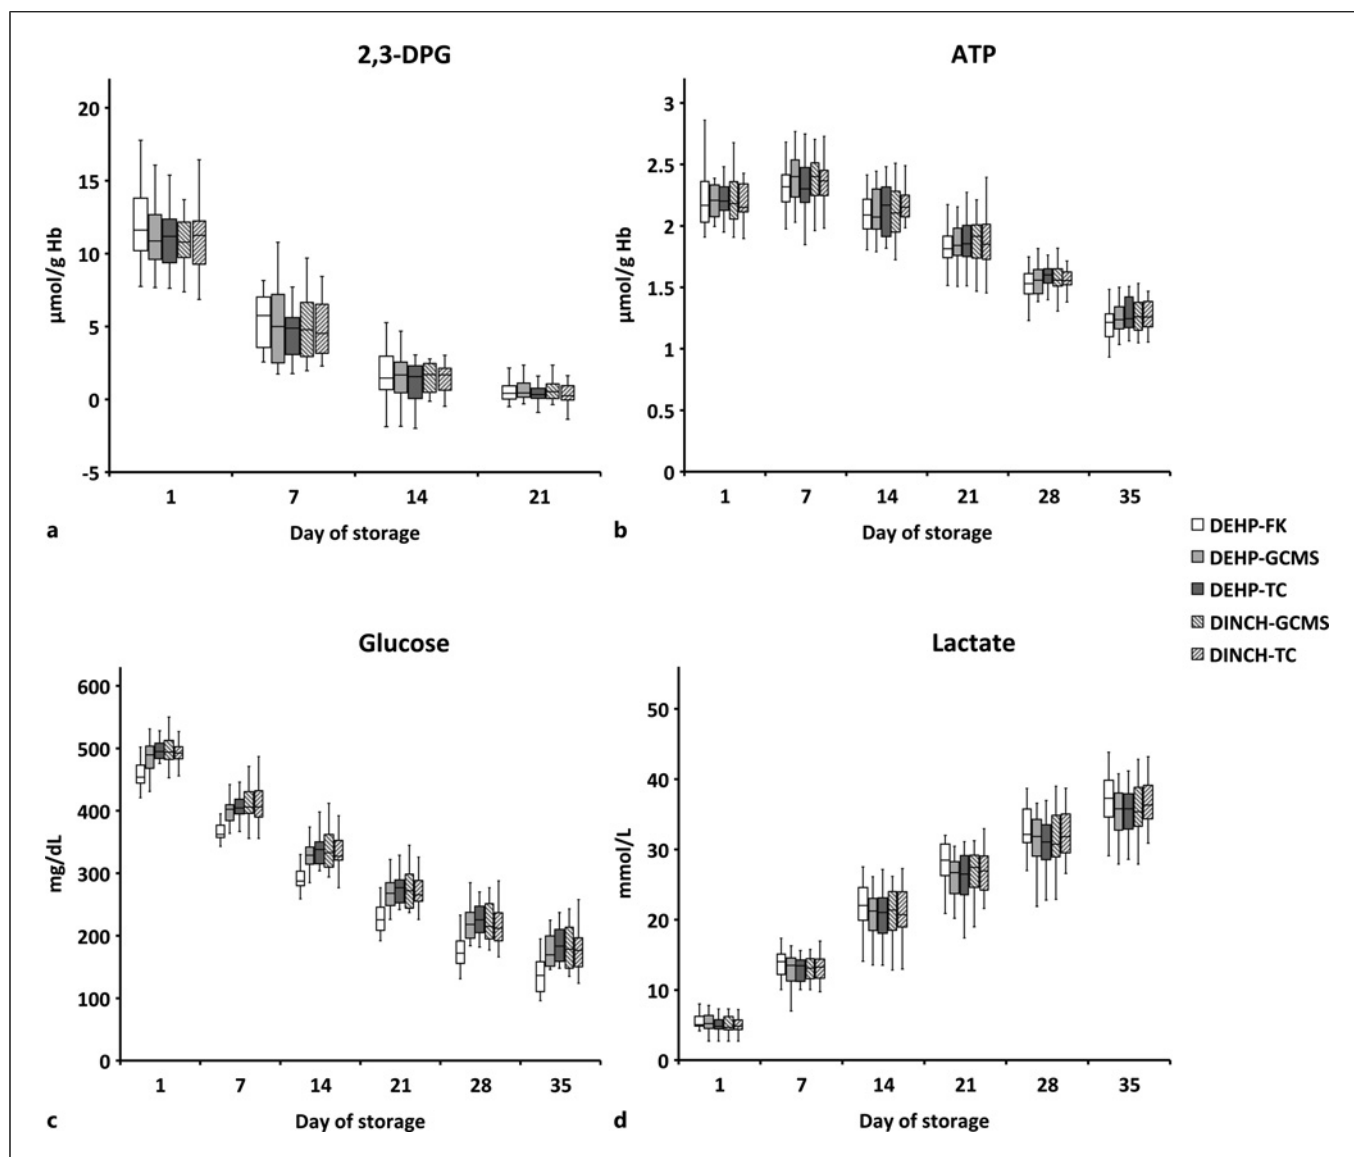 2,3-DPG
20
15
10
5
0
-5
µmol/g Hb
1 7 14 21
Day of storage
a
ATP
3
2.5
2
1.5
1
0.5
0
µmol/g Hb
1 7 14 21 28 35
Day of storage
b
DEHP-FK
DEHP-GCMS
DEHP-TC
DINCH-GCMS
DINCH-TC
Glucose
600
500
400
300
200
100
0
mg/dL
1 7 14 21 28 35
Day of storage
c
Lactate
50
40
30
20
10
0
mmol/L
1 7 14 21 28 35
Day of storage
d